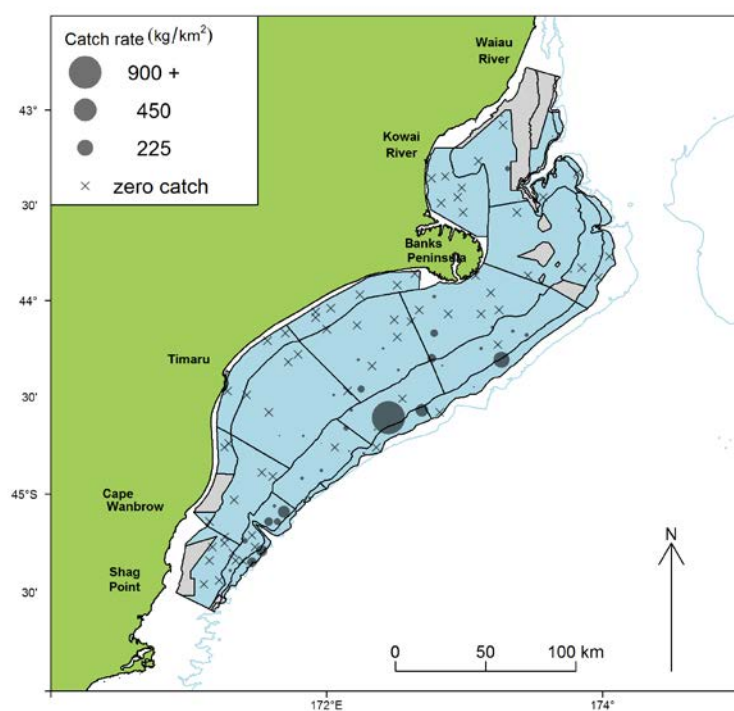 Catch rate (kg/km²)
900 +
450
225
× zero catch
Waiau
River
43°
Kowai
River
30'
Banks
Peninsula
44°
Timaru
30'
Cape
Wanbrow
45°S
Shag
Point
30'
N
0 50 100 km
172°E
174°